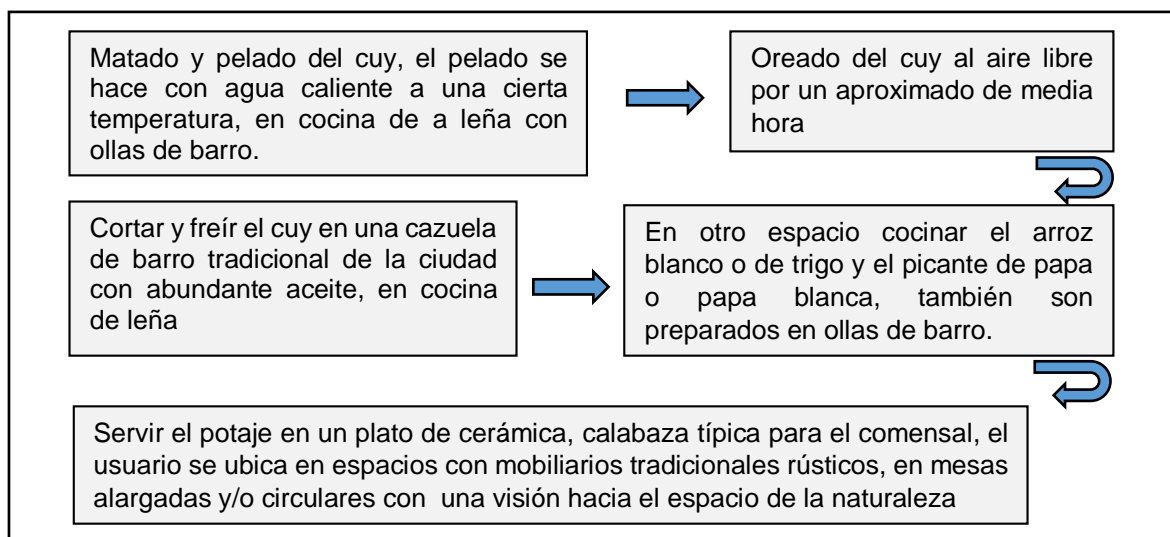 Matado y pelado del cuy, el pelado se
hace con agua caliente a una cierta
temperatura, en cocina de a leña con
ollas de barro.
Oreado del cuy al aire libre
por un aproximado de media
hora
Cortar y freír el cuy en una cazuela
de barro tradicional de la ciudad
con abundante aceite, en cocina
de leña
En otro espacio cocinar el arroz
blanco o de trigo y el picante de papa
o papa blanca, también son
preparados en ollas de barro.
Servir el potaje en un plato de cerámica, calabaza típica para el comensal, el
usuario se ubica en espacios con mobiliarios tradicionales rústicos, en mesas
alargadas y/o circulares con una visión hacia el espacio de la naturaleza